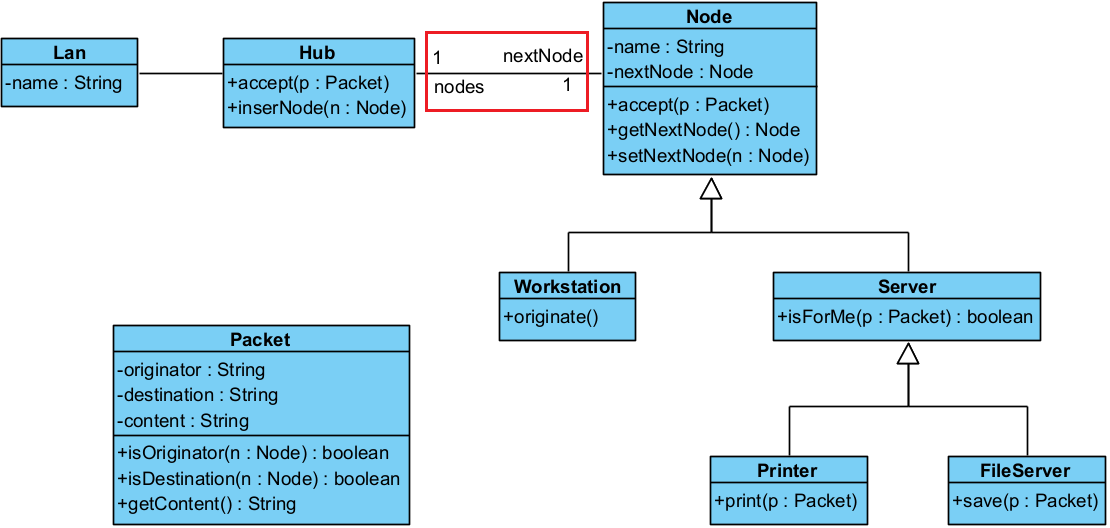 Lan
-name : String
Hub
+accept(p : Packet)
+inserNode(n : Node)
1
nextNode
nodes
1
Node
-name : String
-nextNode : Node
+accept(p : Packet)
+getNextNode() : Node
+setNextNode(n : Node)
Workstation
+originate()
Server
+isForMe(p : Packet) : boolean
Packet
-originator : String
-destination : String
-content : String
+isOriginator(n : Node) : boolean
+isDestination(n : Node) : boolean
+getContent() : String
Printer
+print(p : Packet)
FileServer
+save(p : Packet)